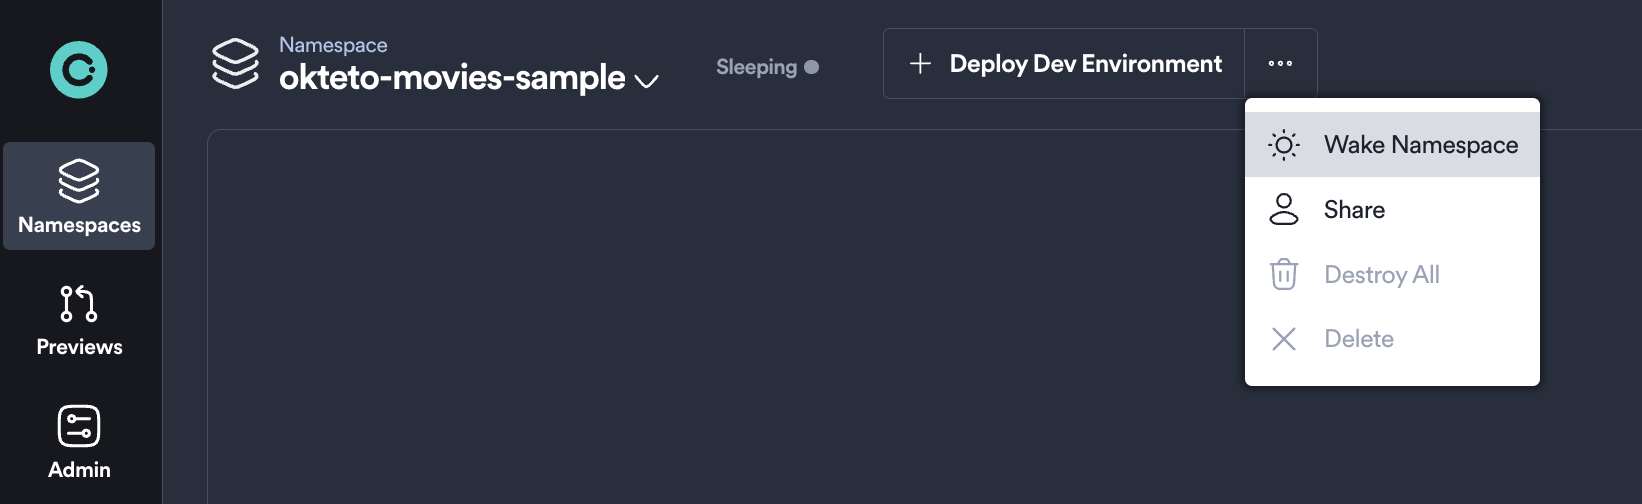 Namespace
okteto-movies-sample
Sleeping
Deploy Dev Environment
Wake Namespace
Share
Destroy All
Delete
Namespaces
Previews
Admin